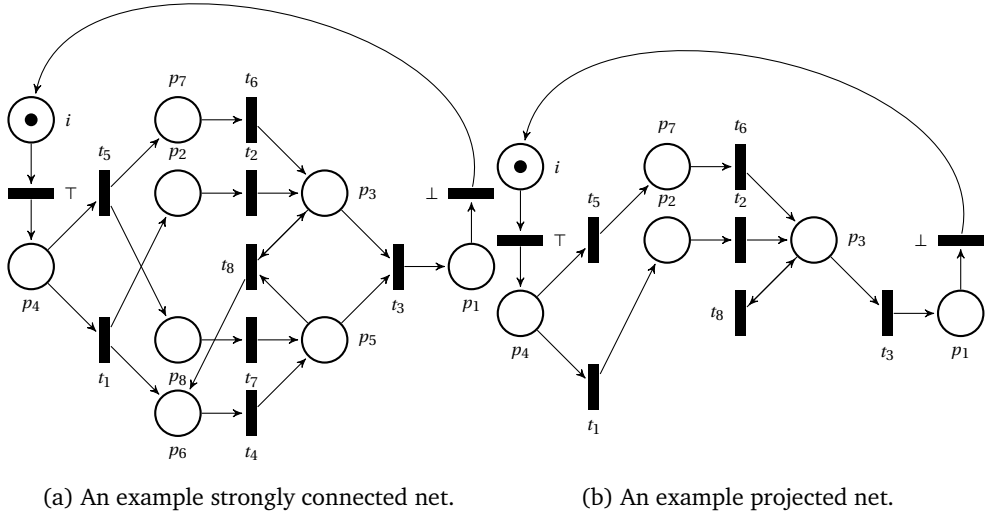 p7 t6
i t5 p2 t2
⊤ p3 ⊥
p4 t8 t3 p1
p5
t1 p8 t7
p6 t4
p7 t6
i t5 p2 t2
⊤ p3 ⊥
p4 t8 t3 p1
t1
(a) An example strongly connected net.
(b) An example projected net.